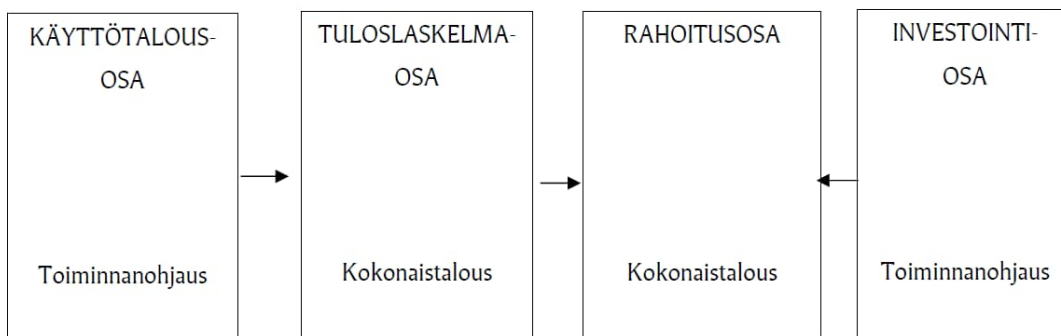 KÄYTTÖTALOUS-
OSA
Toiminnanohjaus
TULOSLASKELMA-
OSA
Kokonaistalous
RAHOITUSOSA
Kokonaistalous
INVESTOINTI-
OSA
Toiminnanohjaus